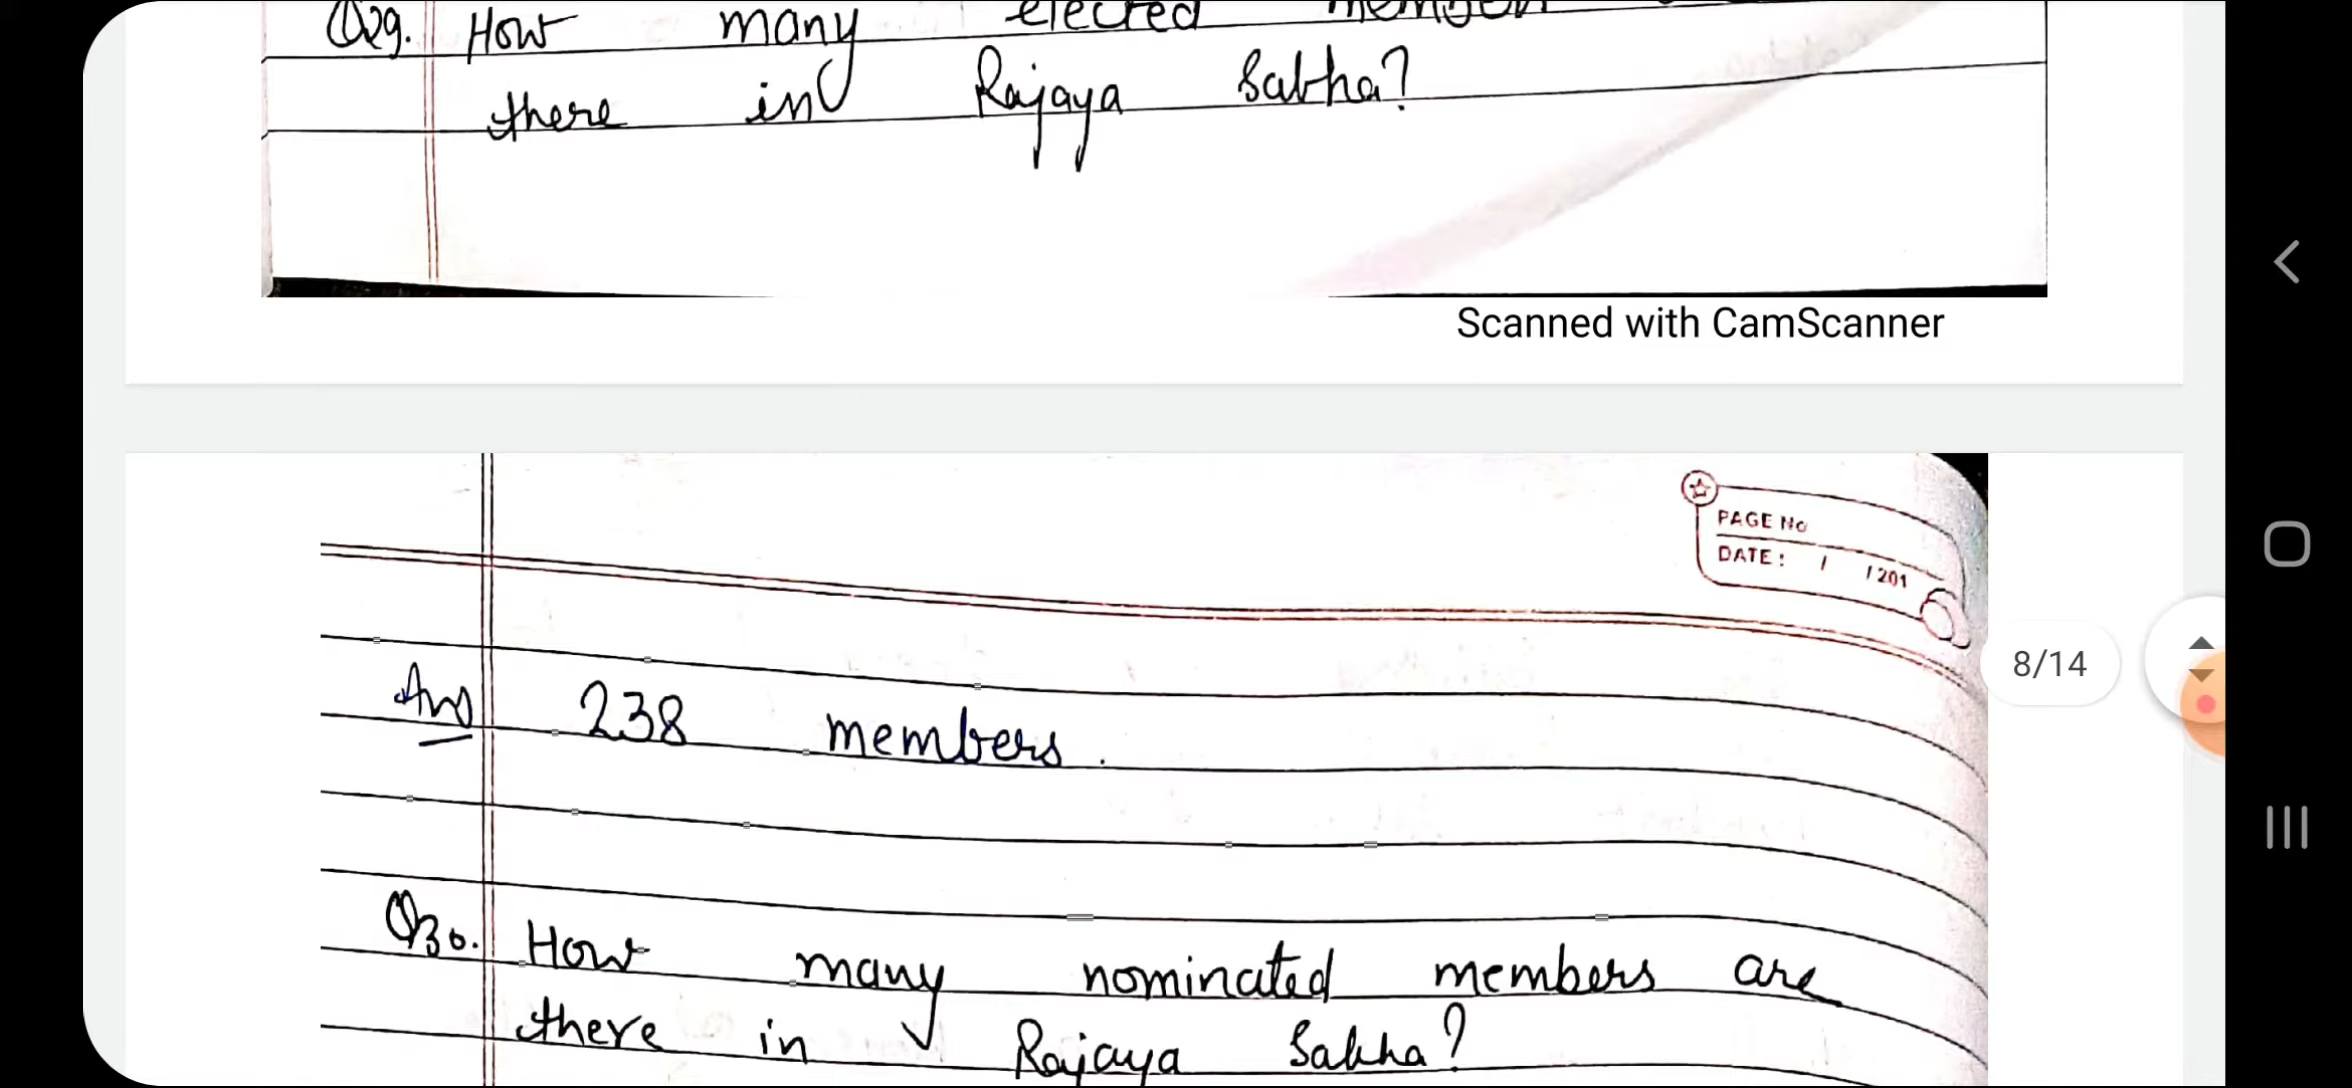 Q29. How many elected members
there in Rajaya Sabha?
Scanned with CamScanner
PAGE No
DATE: / /201
Ans 238 members.
8/14
Q30. How many nominated members are
there in Rajaya Sabha?